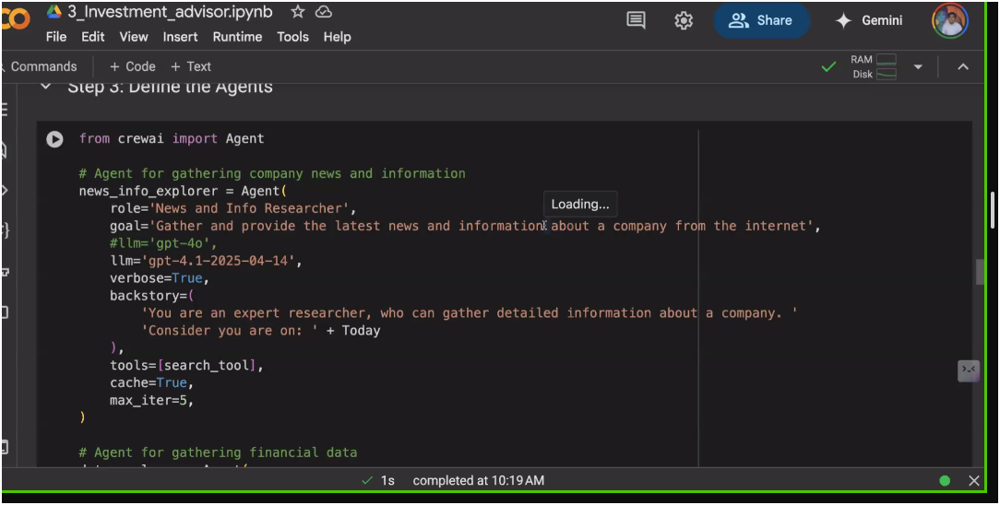 3_Investment_advisor.ipynb
File Edit View Insert Runtime Tools Help
Share
Gemini
Commands + Code + Text
RAM
Disk
Step 3: Define the Agents
from crewai import Agent
# Agent for gathering company news and information
news_info_explorer = Agent(
role='News and Info Researcher',
Loading...
goal='Gather and provide the latest news and information about a company from the internet',
#llm='gpt-4o',
llm='gpt-4.1-2025-04-14',
verbose=True,
backstory=(
'You are an expert researcher, who can gather detailed information about a company. '
'Consider you are on: ' + Today
),
tools=[search_tool],
cache=True,
max_iter=5,
)
# Agent for gathering financial data
1s completed at 10:19 AM